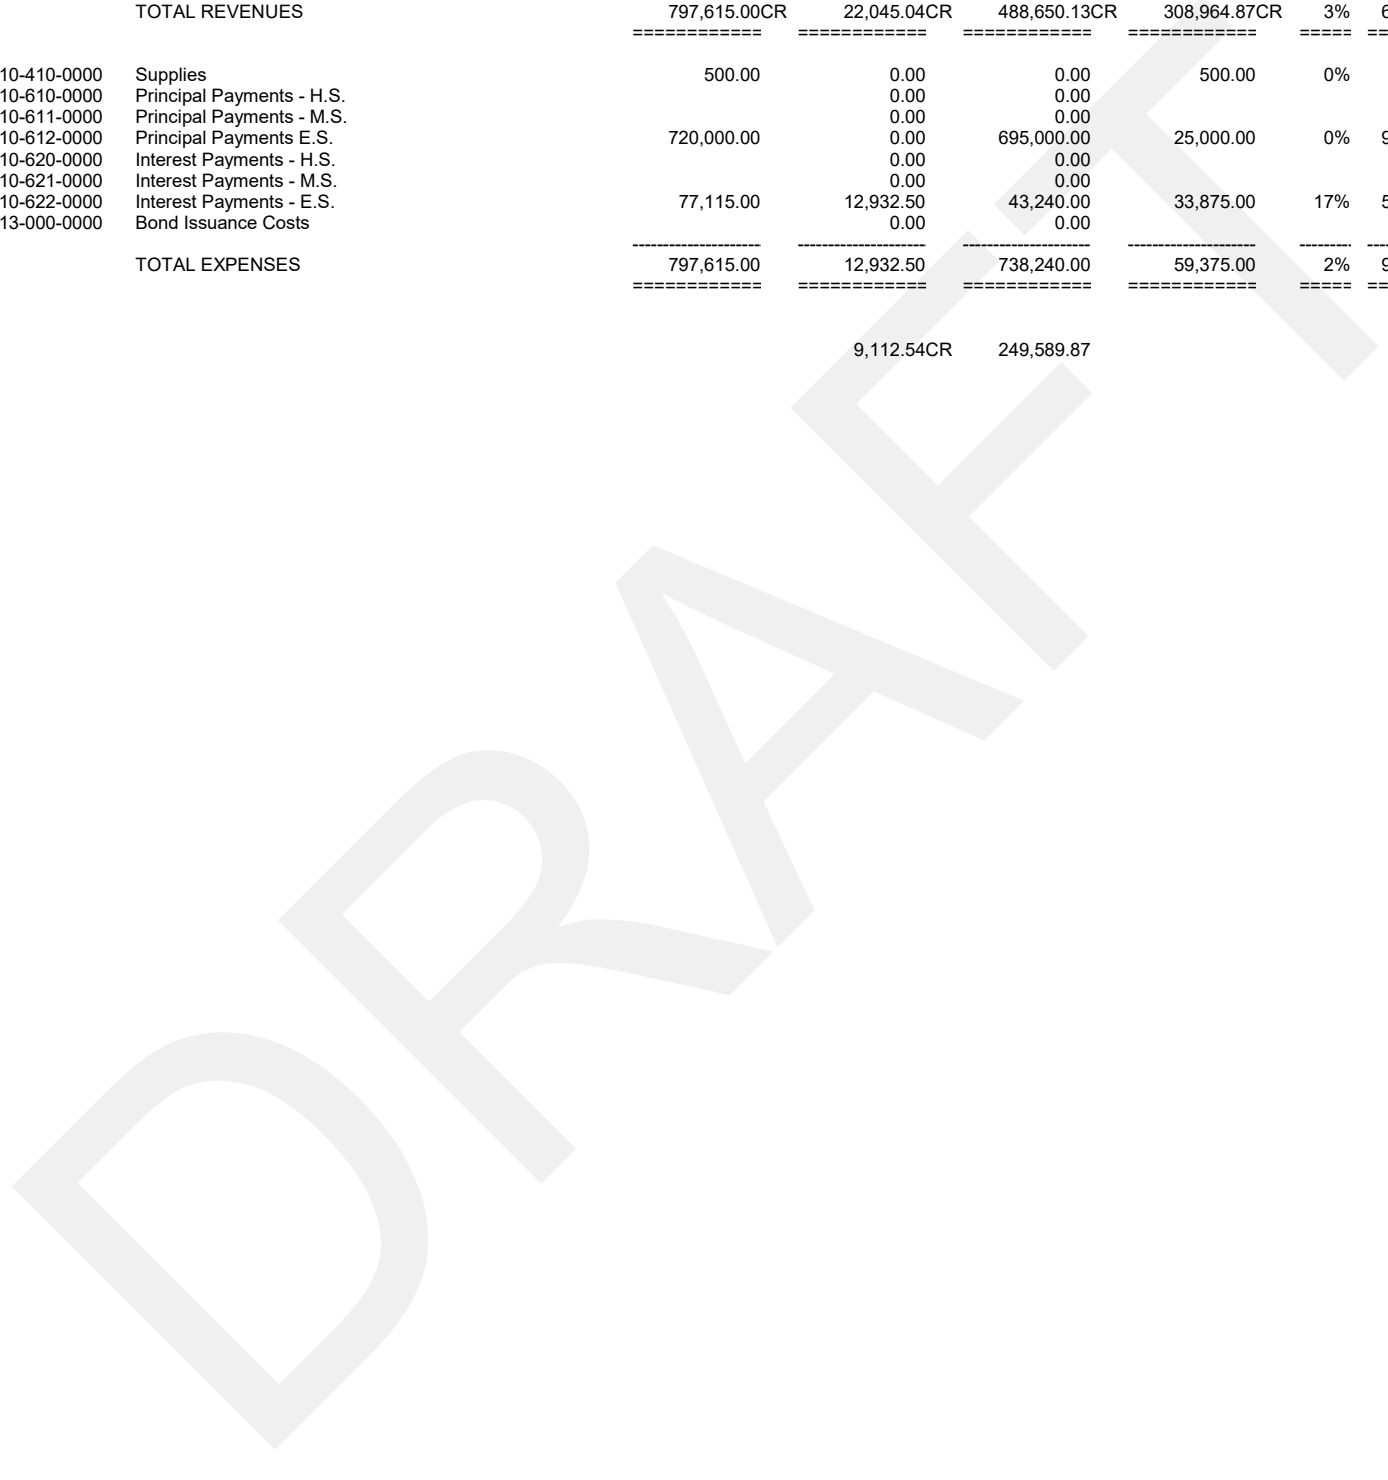 TOTAL REVENUES 797,615.00CR 22,045.04CR 488,650.13CR 308,964.87CR 3%
============ ============ ============ ============ ===== ==
10-410-0000 Supplies 500.00 0.00 0.00 500.00 0%
10-610-0000 Principal Payments - H.S. 0.00 0.00
10-611-0000 Principal Payments - M.S. 0.00 0.00
10-612-0000 Principal Payments E.S. 720,000.00 0.00 695,000.00 25,000.00 0% 9
10-620-0000 Interest Payments - H.S. 0.00 0.00
10-621-0000 Interest Payments - M.S. 0.00 0.00
10-622-0000 Interest Payments - E.S. 77,115.00 12,932.50 43,240.00 33,875.00 17% 5
13-000-0000 Bond Issuance Costs 0.00 0.00
--------------------- --------------------- --------------------- --------------------- --------- ----
TOTAL EXPENSES 797,615.00 12,932.50 738,240.00 59,375.00 2% 9
============ ============ ============ ============ ===== ==
9,112.54CR 249,589.87
DRAFT